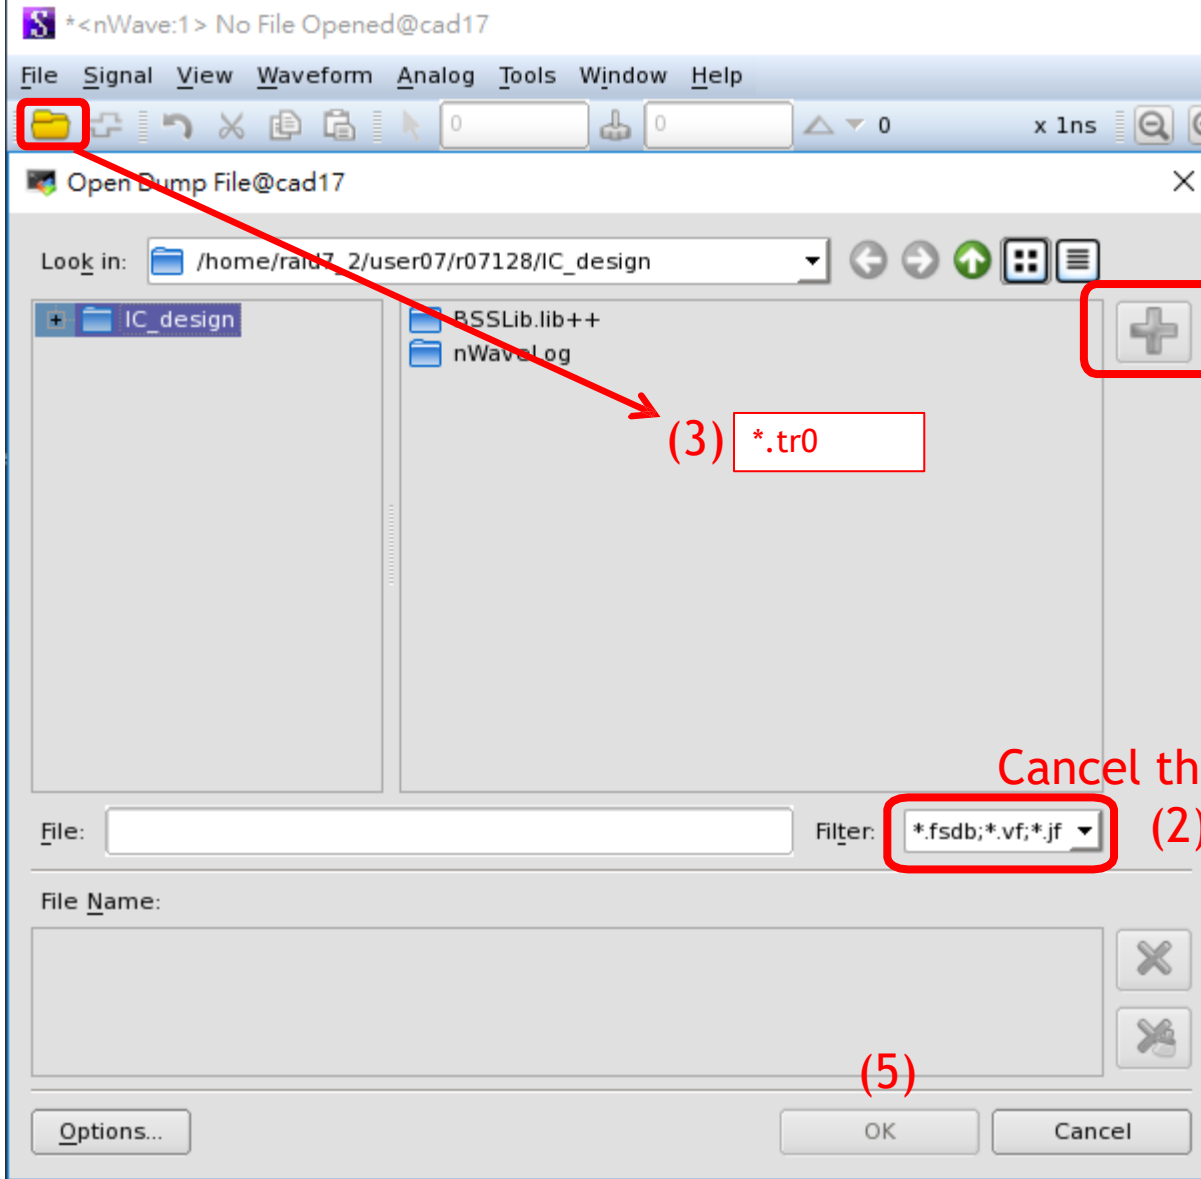 *<nWave:1> No File Opened@cad17
File Signal View Waveform Analog Tools Window Help
0 0 0 x 1ns
Open Dump File@cad17
Look in: /home/raid7_2/user07/r07128/IC_design
IC_design
BSSLib.lib++
nWaveLog
(3) *.tr0
Cancel th
File: Filter: *.fsdb;*.vf;*.jf (2)
File Name:
(5)
Options... OK Cancel